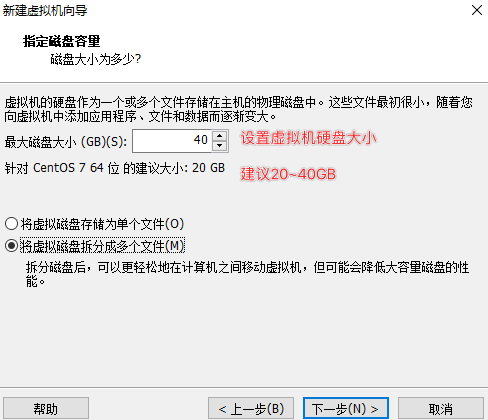 新建虚拟机向导
指定磁盘容量
磁盘大小为多少?
虚拟机的硬盘作为一个或多个文件存储在主机的物理磁盘中。这些文件最初很小，随着您
向虚拟机中添加应用程序、文件和数据而逐渐变大。
最大磁盘大小 (GB)(S): 40 设置虚拟机硬盘大小
针对 CentOS 7 64 位 的建议大小: 20 GB 建议20~40GB
将虚拟磁盘存储为单个文件(O)
将虚拟磁盘拆分成多个文件(M)
拆分磁盘后，可以更轻松地在计算机之间移动虚拟机，但可能会降低大容量磁盘的性
能。
帮助 < 上一步(B) 下一步(N) > 取消